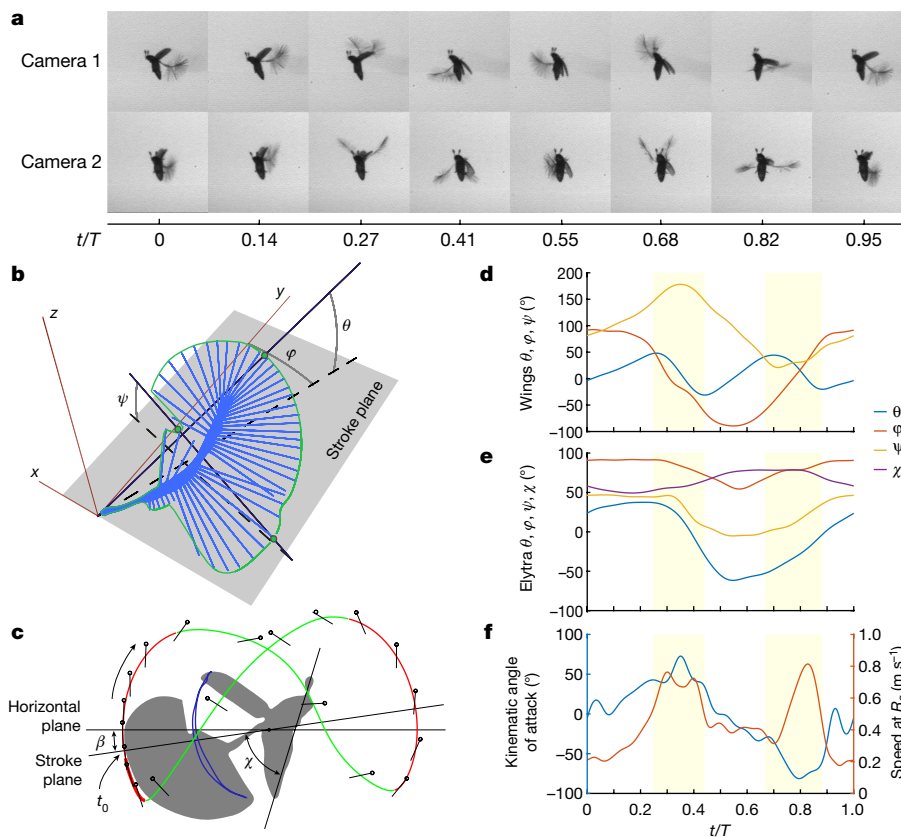 a
Camera 1
Camera 2
t/T 0 0.14 0.27 0.41 0.55 0.68 0.82 0.95
b
z
y
x
θ
φ
ψ
Stroke plane
c
Horizontal plane
β
Stroke plane
t0
χ
d
Wings θ, φ, ψ (°)
200
150
100
50
0
−50
−100
θ
φ
ψ
χ
e
Elytra θ, φ, ψ, χ (°)
100
50
0
−50
−100
f
Kinematic angle of attack (°)
100
50
0
−50
−100
1.0
0.8
0.6
0.4
0.2
0
Speed at (m s−1)
0 0.2 0.4 0.6 0.8 1.0
t/T